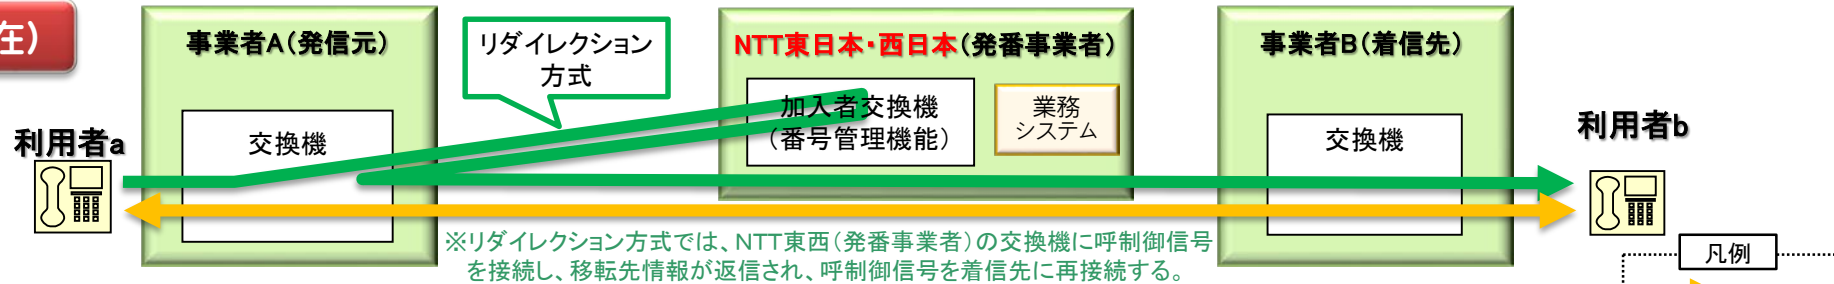 在）
事業者A（発信元）
リダイレクション
方式
NTT東日本・西日本（発番事業者）
事業者B（着信先）
加入者交換機
（番号管理機能）
業務
システム
利用者a
交換機
交換機
利用者b
※リダイレクション方式では、NTT東西（発番事業者）の交換機に呼制御信号
を接続し、移転先情報が返信され、呼制御信号を着信先に再接続する。
凡例